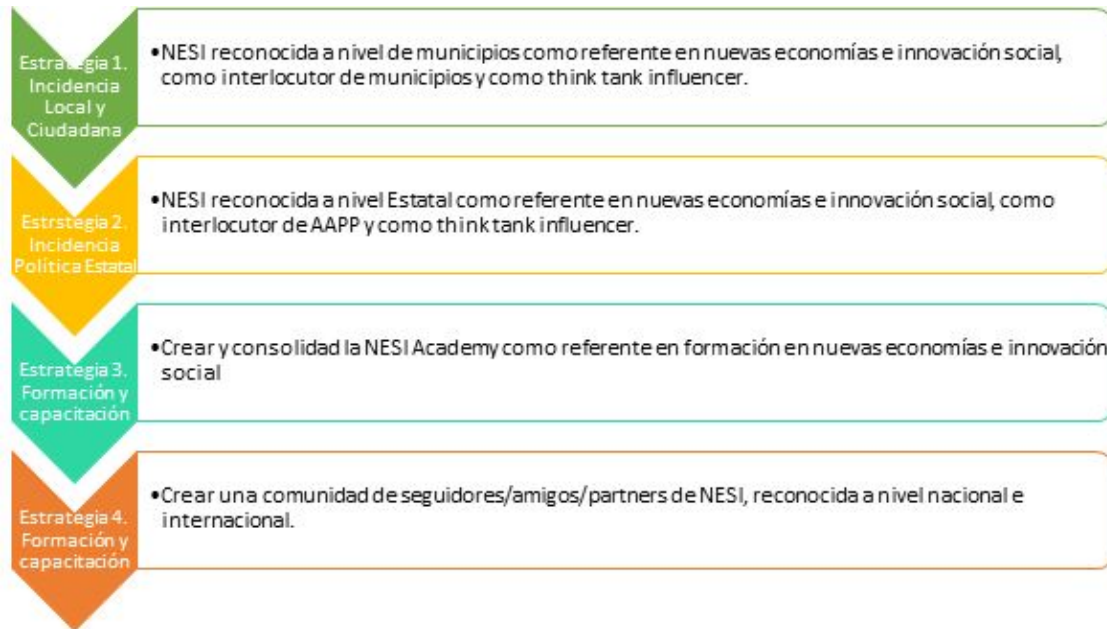 Estrategia 1.
Incidencia
Local y
Ciudadana
•NESI reconocida a nivel de municipios como referente en nuevas economías e innovación social,
como interlocutor de municipios y como think tank influencer.
Estrstegia 2.
Incidencia
Política Estatal
•NESI reconocida a nivel Estatal como referente en nuevas economías e innovación social, como
interlocutor de AAPP y como think tank influencer.
Estrategia 3.
Formación y
capacitación
•Crear y consolidad la NESI Academy como referente en formación en nuevas economías e innovación
social
Estrategia 4.
Formación y
capacitación
•Crear una comunidad de seguidores/amigos/partners de NESI, reconocida a nivel nacional e
internacional.